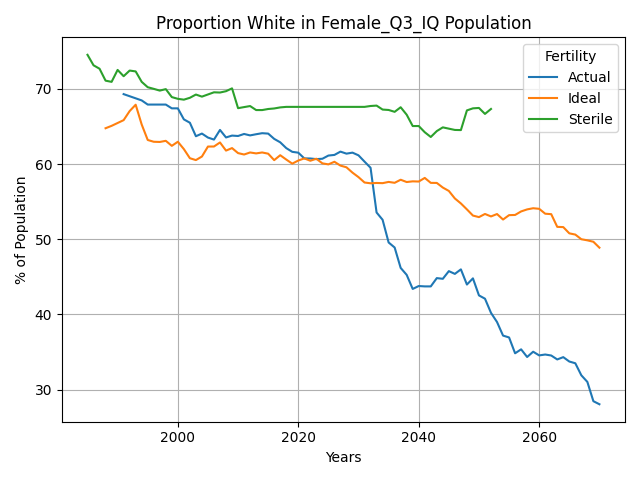 Proportion White in Female_Q3_IQ Population
Fertility
Actual
Ideal
Sterile
% of Population
70
60
50
40
30
2000
2020
2040
2060
Years